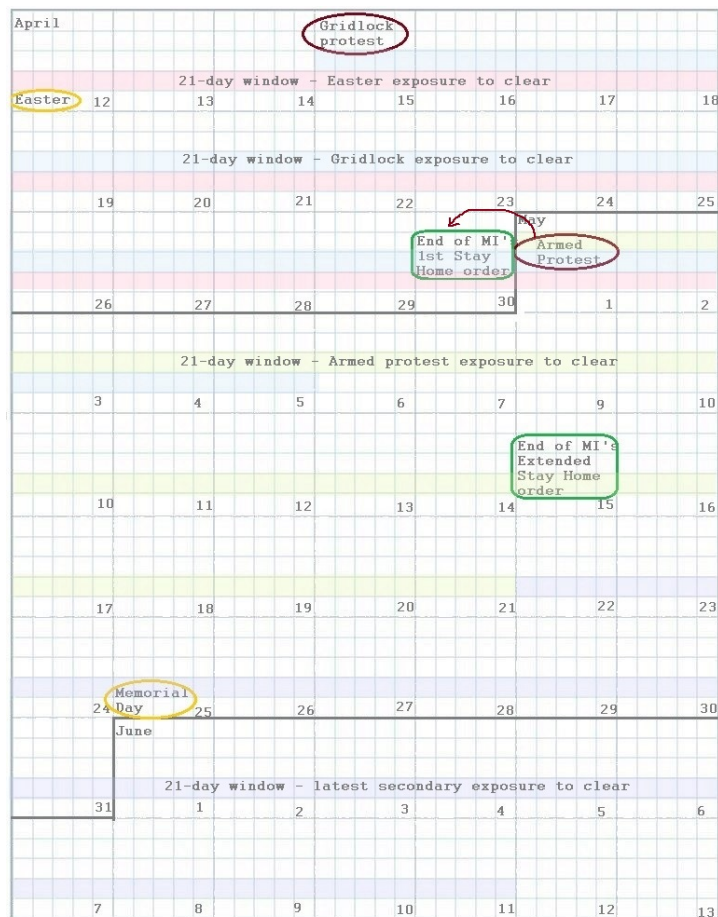 April
Gridlock
protest
21-day window - Easter exposure to clear
Easter 12 13 14 15 16 17 18
21-day window - Gridlock exposure to clear
19 20 21 22 23 24 25
May
End of MI's
1st Stay
Home order
Armed
Protest
26 27 28 29 30 1 2
21-day window - Armed protest exposure to clear
3 4 5 6 7 9 10
End of MI's
Extended
Stay Home
order
10 11 12 13 14 15 16
17 18 19 20 21 22 23
Memorial
Day
24 25 26 27 28 29 30
June
21-day window - latest secondary exposure to clear
31 1 2 3 4 5 6
7 8 9 10 11 12 13